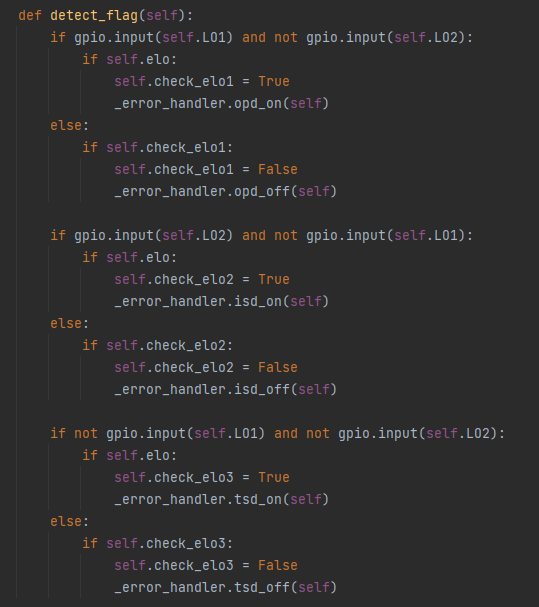 def detect_flag(self):
    if gpio.input(self.LO1) and not gpio.input(self.LO2):
        if self.elo:
            self.check_elo1 = True
            _error_handler.opd_on(self)
    else:
        if self.check_elo1:
            self.check_elo1 = False
            _error_handler.opd_off(self)

    if gpio.input(self.LO2) and not gpio.input(self.LO1):
        if self.elo:
            self.check_elo2 = True
            _error_handler.isd_on(self)
    else:
        if self.check_elo2:
            self.check_elo2 = False
            _error_handler.isd_off(self)

    if not gpio.input(self.LO1) and not gpio.input(self.LO2):
        if self.elo:
            self.check_elo3 = True
            _error_handler.tsd_on(self)
    else:
        if self.check_elo3:
            self.check_elo3 = False
            _error_handler.tsd_off(self)